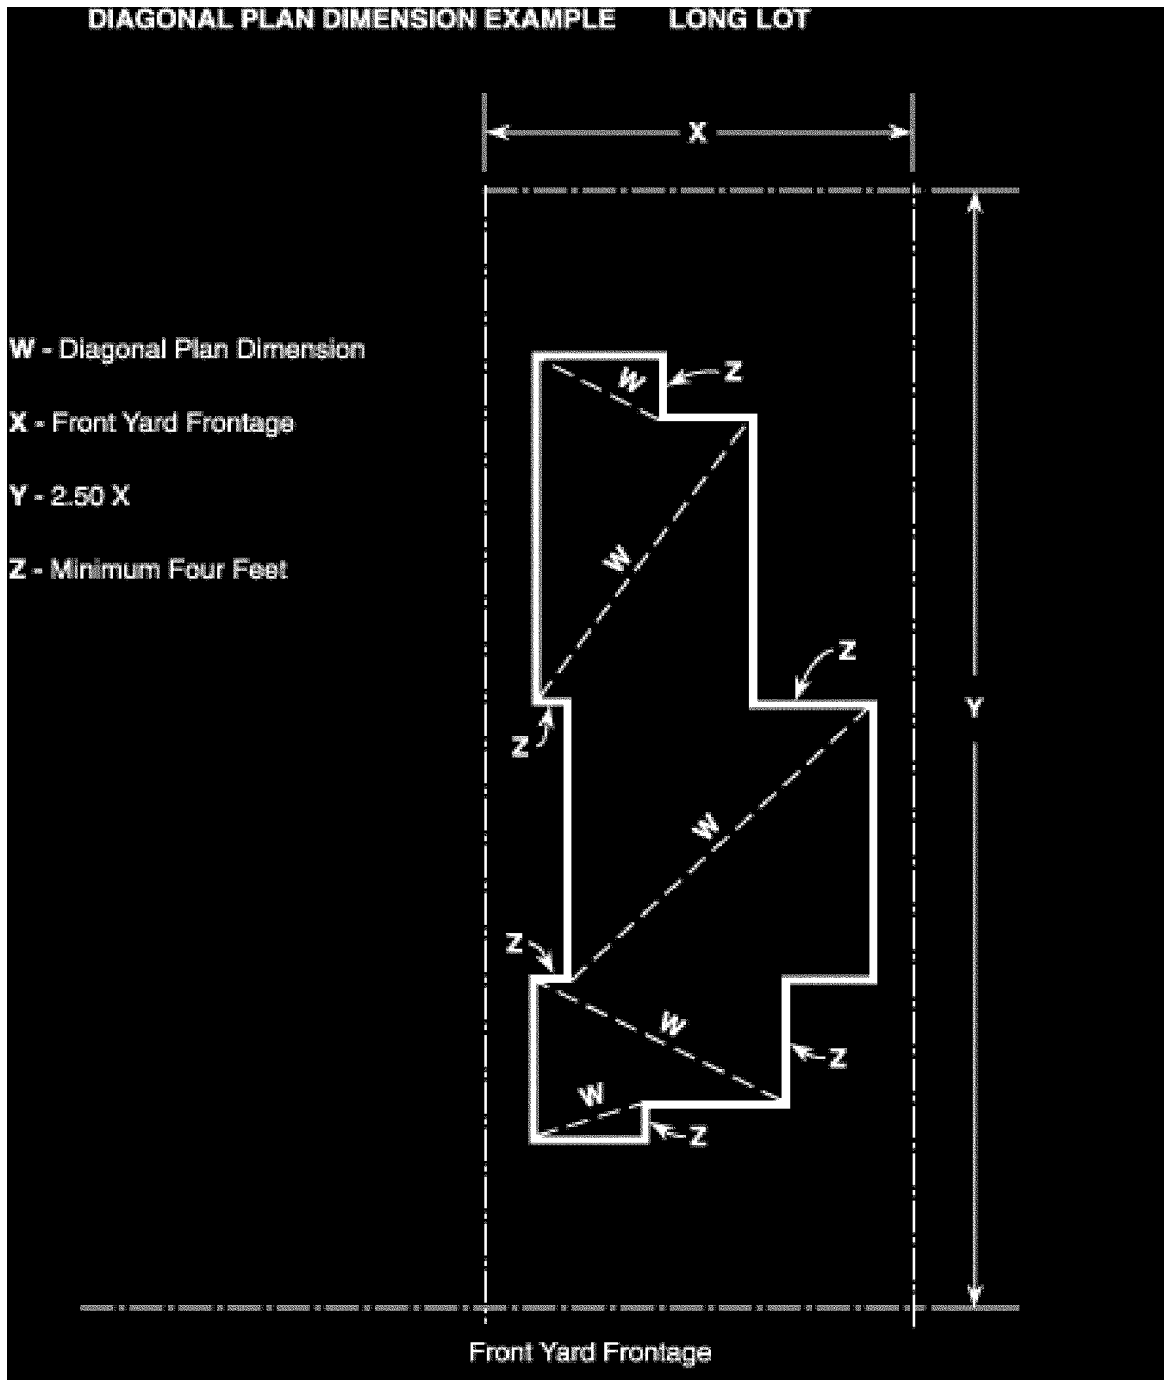 DIAGONAL PLAN DIMENSION EXAMPLE LONG LOT
X
W - Diagonal Plan Dimension
W
Z
X - Front Yard Frontage
Y - 2.50 X
W
Z - Minimum Four Feet
Z
Y
Z
W
Z
W
Z
W
Z
Front Yard Frontage